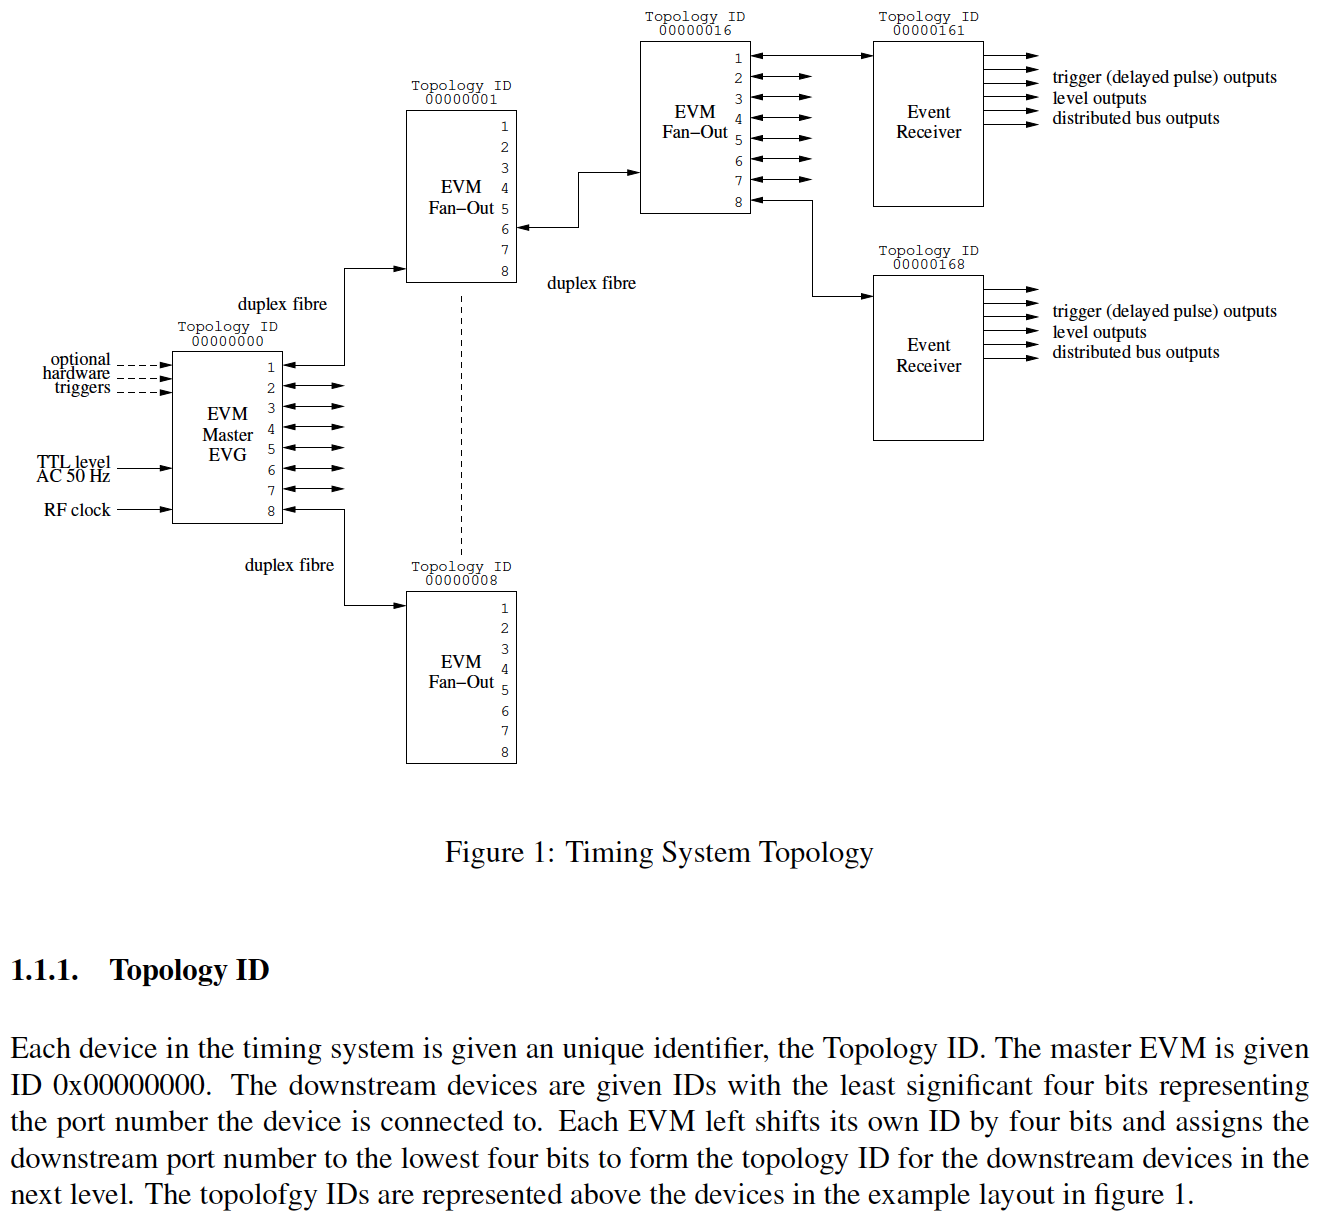 Topology ID
00000016
1
2
3
4
5
6
7
8
EVM
Fan−Out
Topology ID
00000161
Event
Receiver
trigger (delayed pulse) outputs
level outputs
distributed bus outputs
Topology ID
00000001
1
2
3
4
5
6
7
8
EVM
Fan−Out
duplex fibre
Topology ID
00000168
Event
Receiver
trigger (delayed pulse) outputs
level outputs
distributed bus outputs
duplex fibre
Topology ID
00000000
optional
hardware
triggers
TTL level
AC 50 Hz
RF clock
EVM
Master
EVG
1
2
3
4
5
6
7
8
duplex fibre
Topology ID
00000008
EVM
Fan−Out
1
2
3
4
5
6
7
8
Figure 1: Timing System Topology
1.1.1. Topology ID
Each device in the timing system is given an unique identifier, the Topology ID. The master EVM is given
ID 0x00000000. The downstream devices are given IDs with the least significant four bits representing
the port number the device is connected to. Each EVM left shifts its own ID by four bits and assigns the
downstream port number to the lowest four bits to form the topology ID for the downstream devices in the
next level. The topolofgy IDs are represented above the devices in the example layout in figure 1.